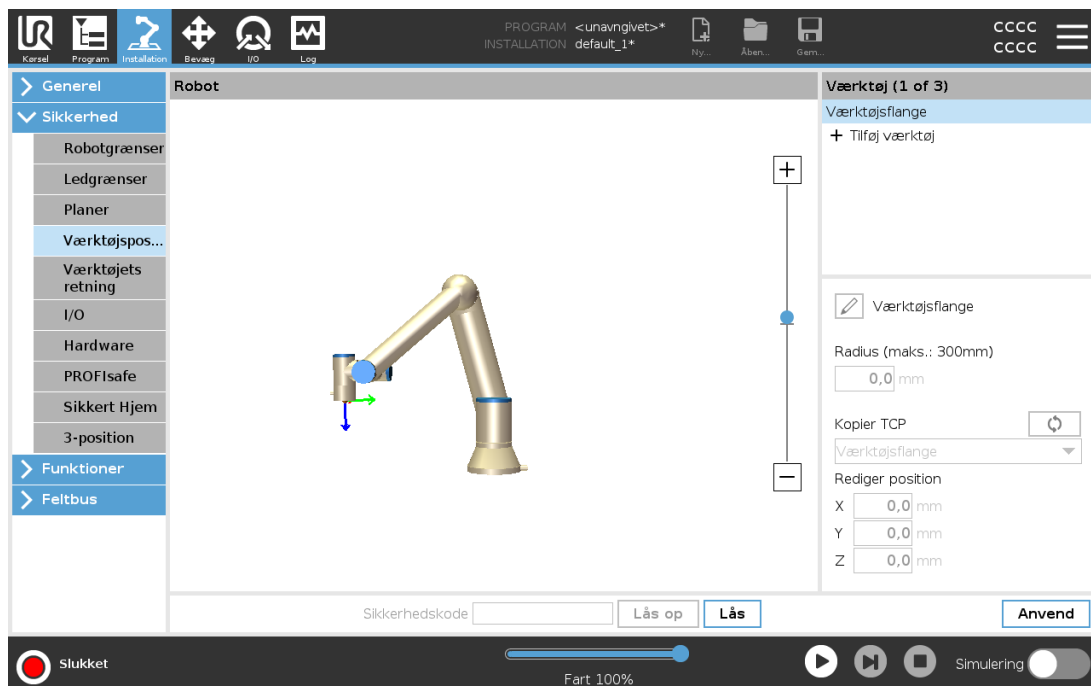 PROGRAM <unavngivet>*
INSTALLATION default_1*
Ny...
Åben...
Gem...
CCCC
CCCC
UR
Kørsel
Program
Installation
Bevæg
I/O
Log
Generel
Sikkerhed
Robotgrænser
Ledgrænser
Planer
Værktøjspos...
Værktøjets
retning
I/O
Hardware
PROFIsafe
Sikkert Hjem
3-position
Funktioner
Feltbus
Robot
Værktøj (1 of 3)
Værktøjsflange
+ Tilføj værktøj
Værktøjsflange
Radius (maks.: 300mm)
0,0 mm
Kopier TCP
Værktøjsflange
Rediger position
X 0,0 mm
Y 0,0 mm
Z 0,0 mm
Sikkerhedskode
Lås op
Lås
Anvend
Slukket
Fart 100%
Simulering